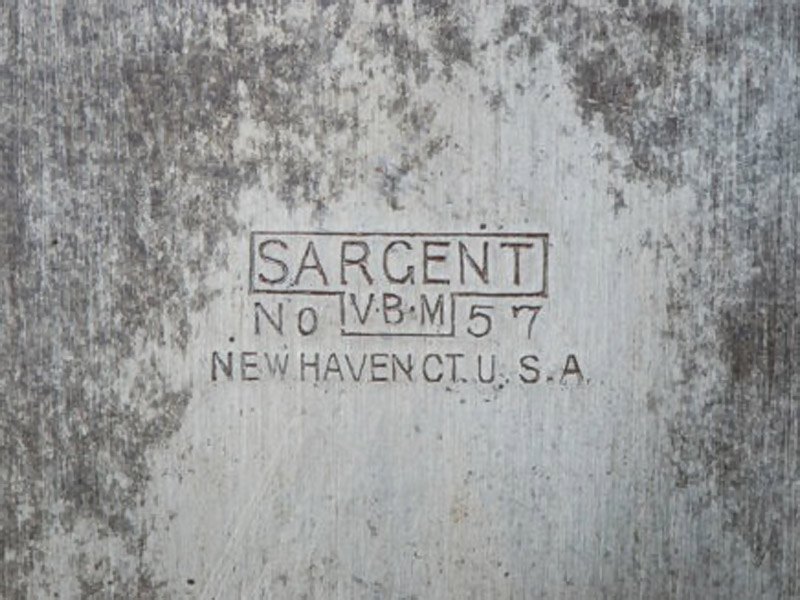 SARGENT
No V·B·M 57
NEW HAVEN CT. U.S.A.